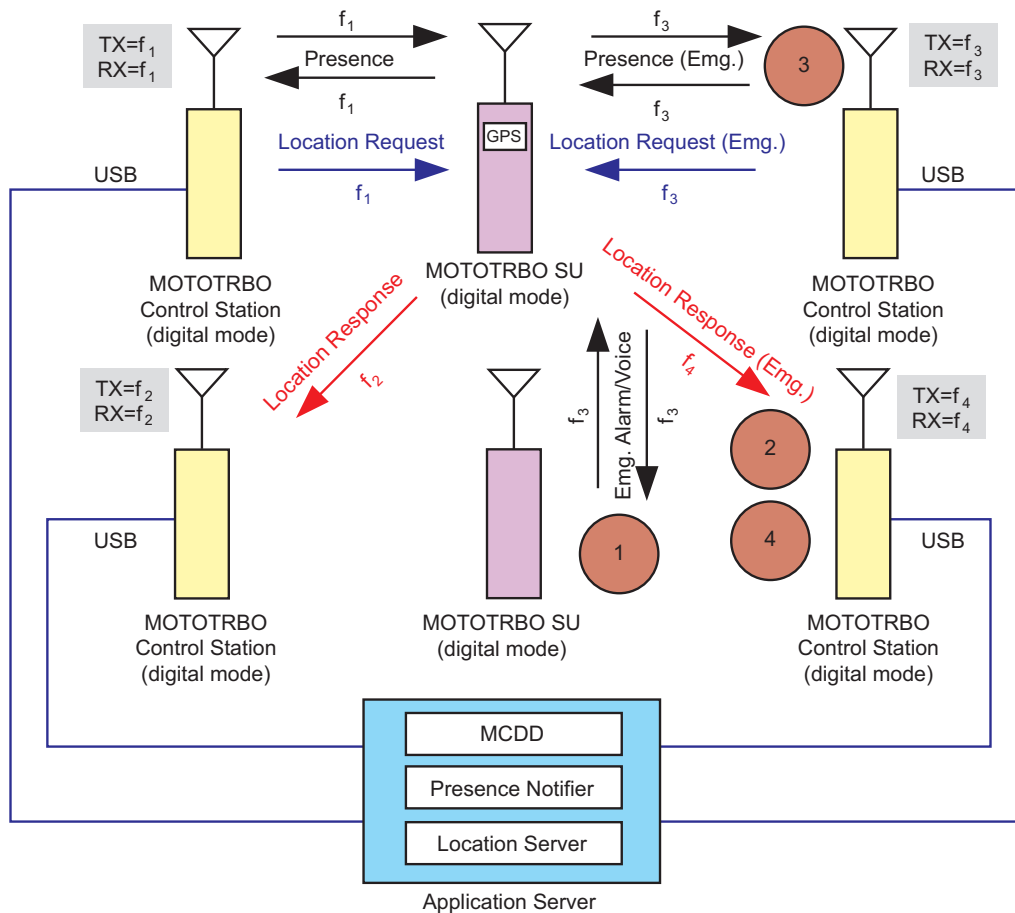 TX=f1
RX=f1
f1
Presence
f1
f3
Presence (Emg.)
f3
3
TX=f3
RX=f3
GPS
Location Request
f1
Location Request (Emg.)
f3
USB
USB
MOTOTRBO
Control Station
(digital mode)
MOTOTRBO SU
(digital mode)
MOTOTRBO
Control Station
(digital mode)
Location Response
f2
Location Response (Emg.)
f4
TX=f2
RX=f2
f3
Emg. Alarm/Voice
f3
TX=f4
RX=f4
2
1
4
USB
USB
MOTOTRBO
Control Station
(digital mode)
MOTOTRBO SU
(digital mode)
MOTOTRBO
Control Station
(digital mode)
MCDD
Presence Notifier
Location Server
Application Server